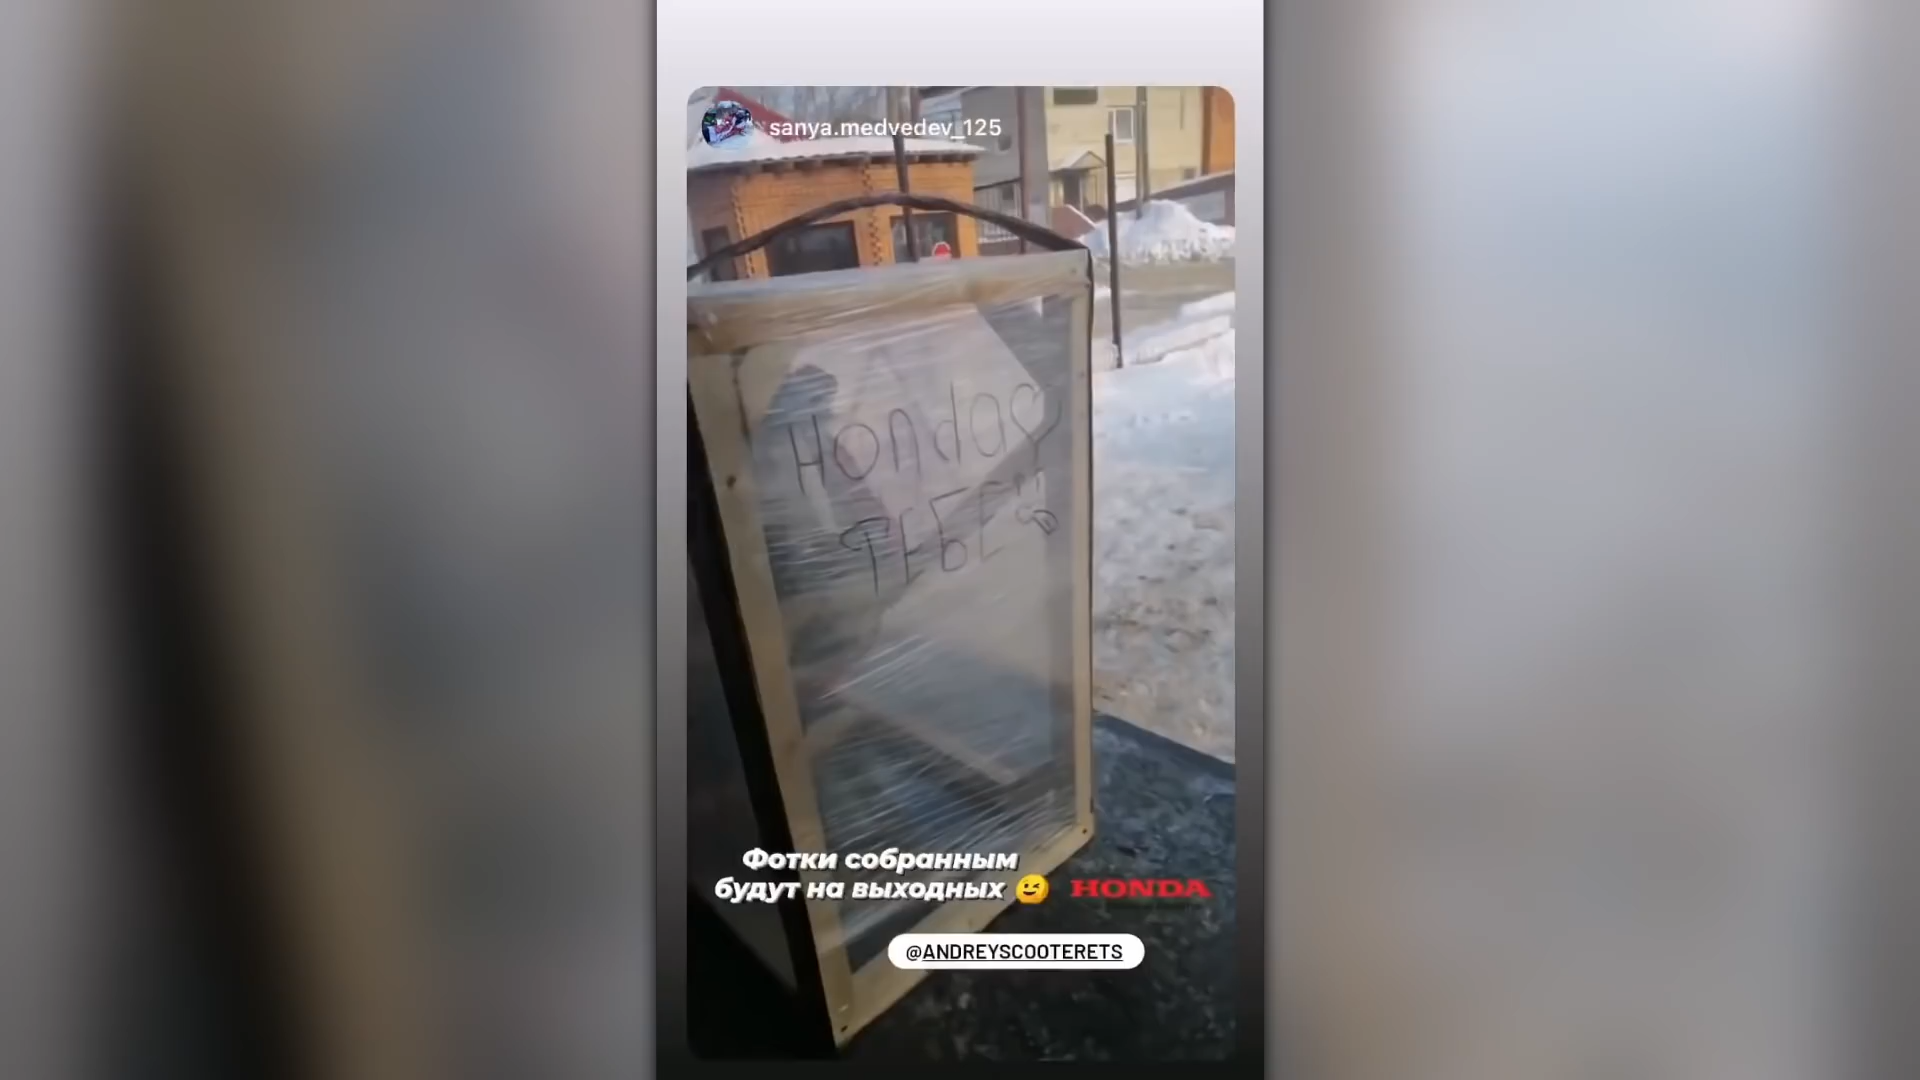 sanya.medvedev_125
Honda
ТЕБЕ
Фотки собранным
будут на выходных 😉 HONDA
@ANDREYSCOOTERETS